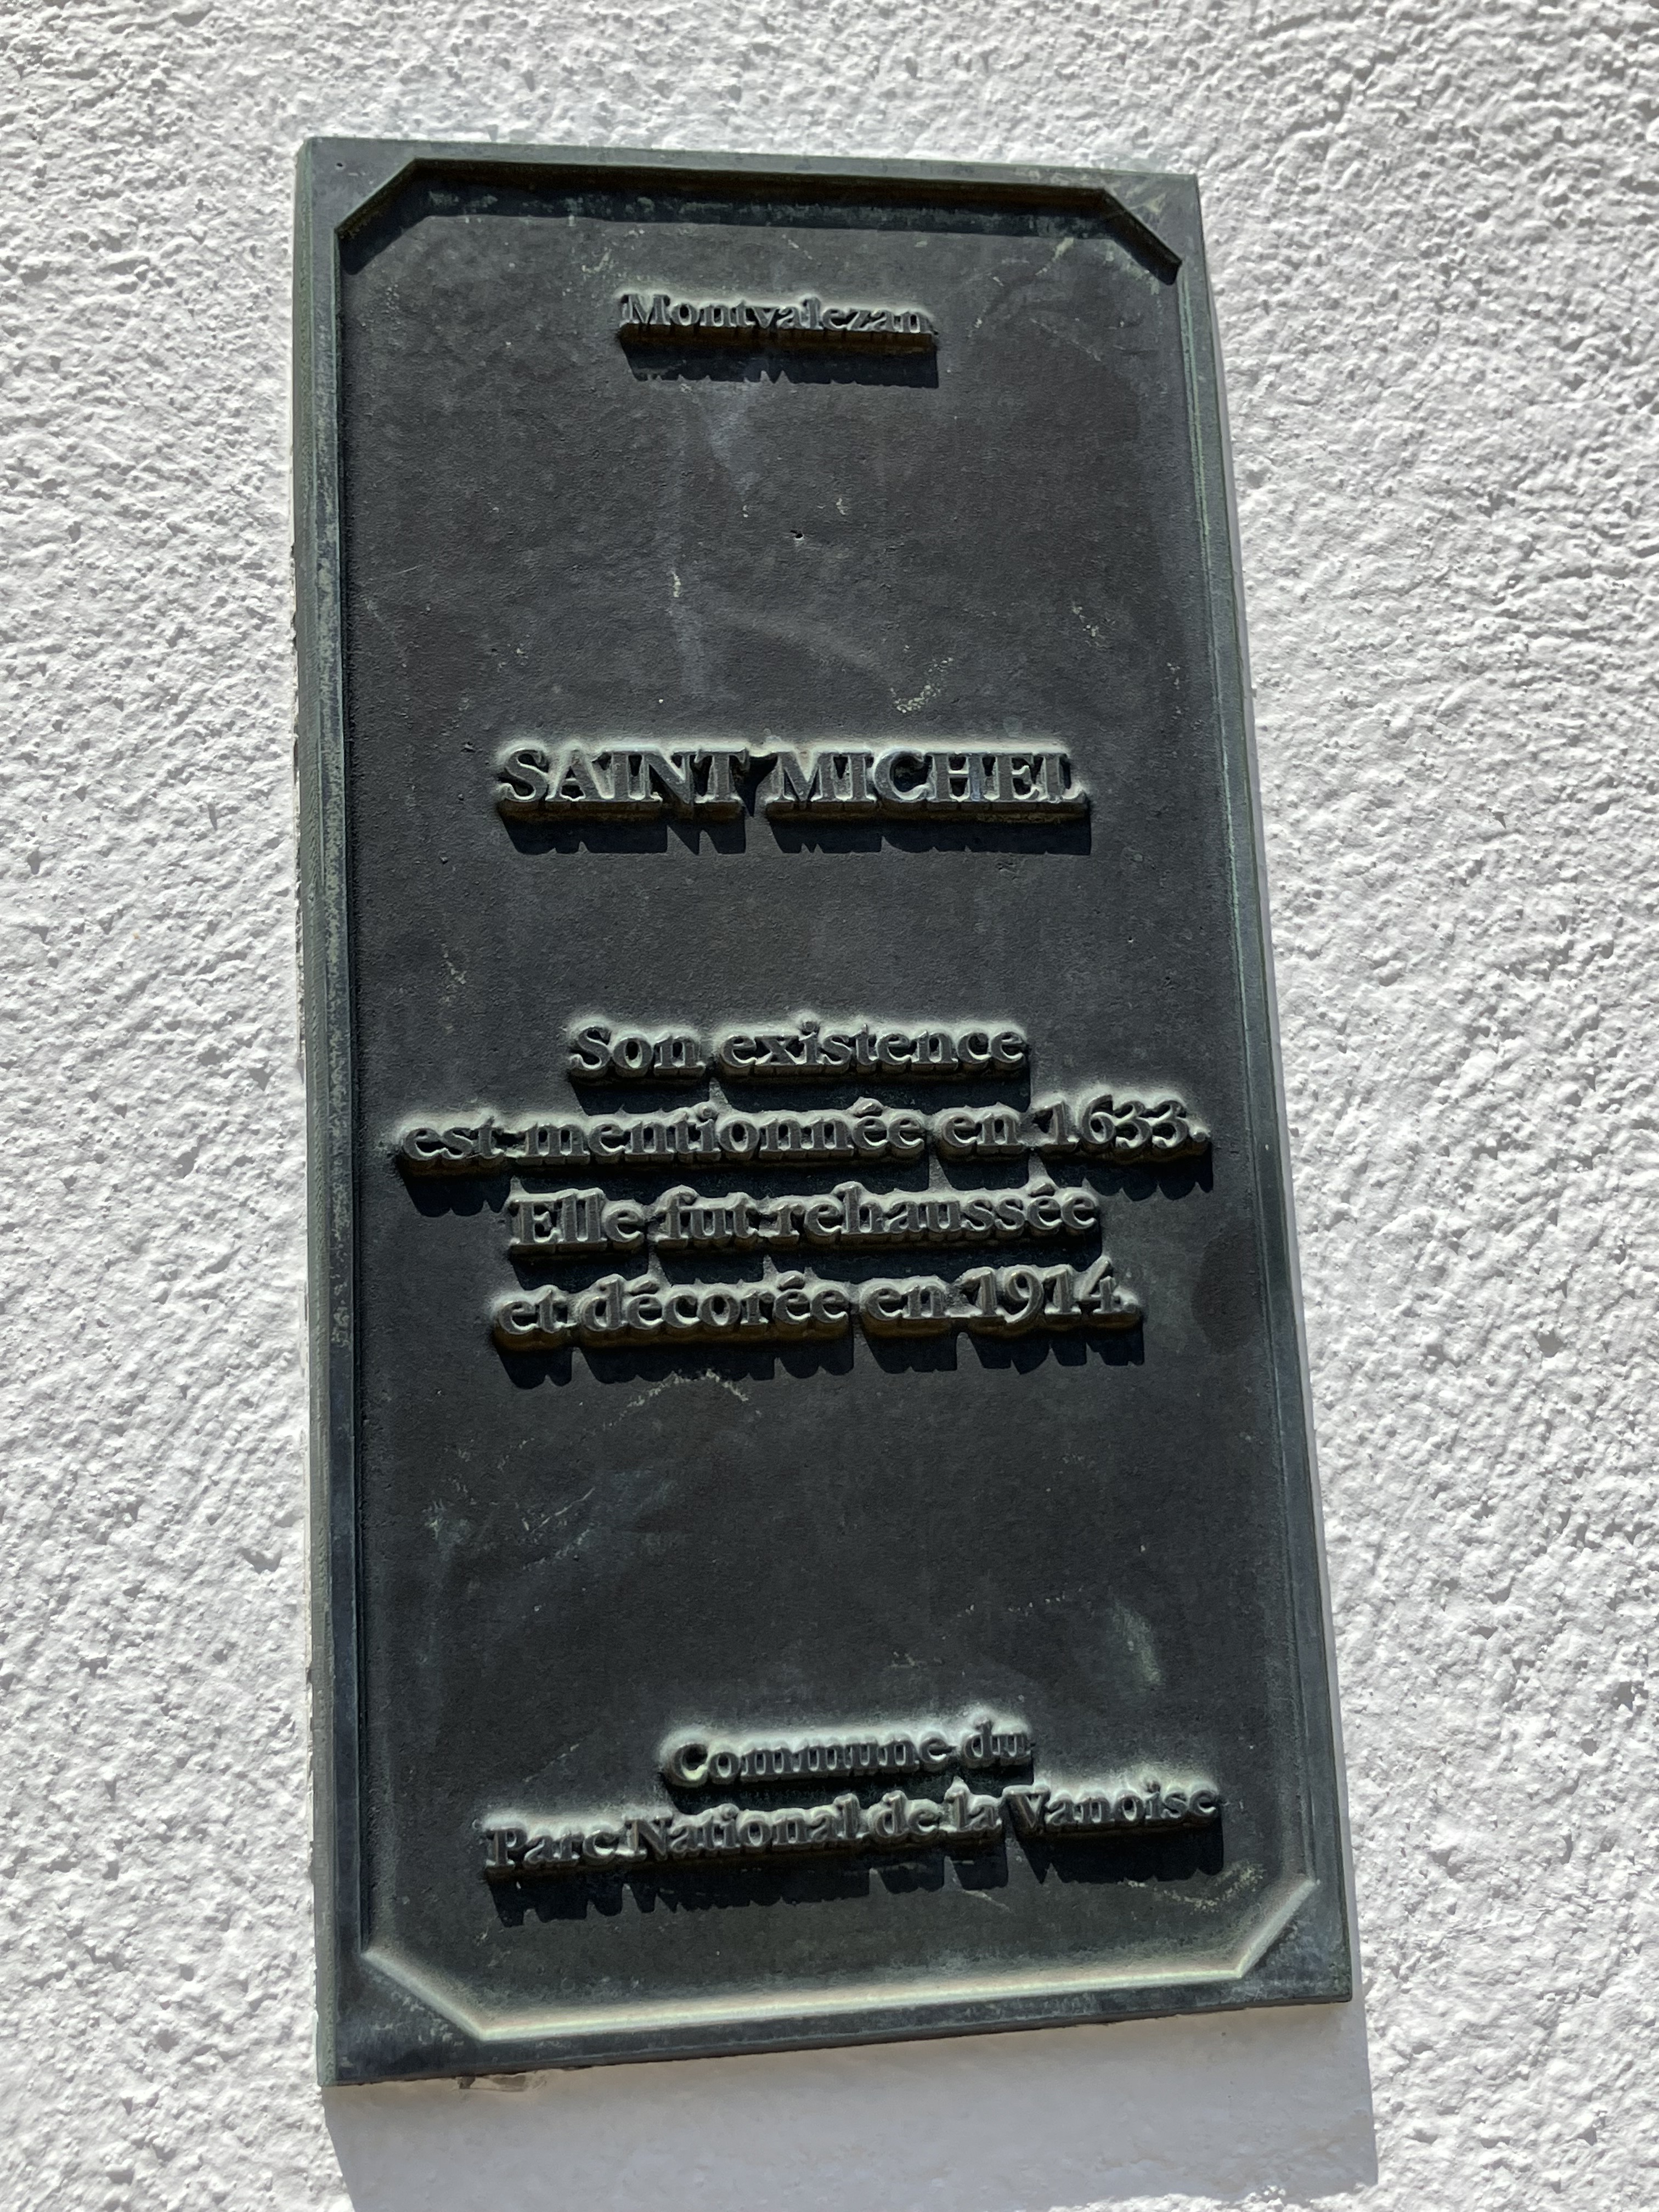 Montvalezan
SAINT MICHEL
Son existence
est mentionnée en 1633.
Elle fut rehaussée
et décorée en 1914.
Commune du
Parc National de la Vanoise